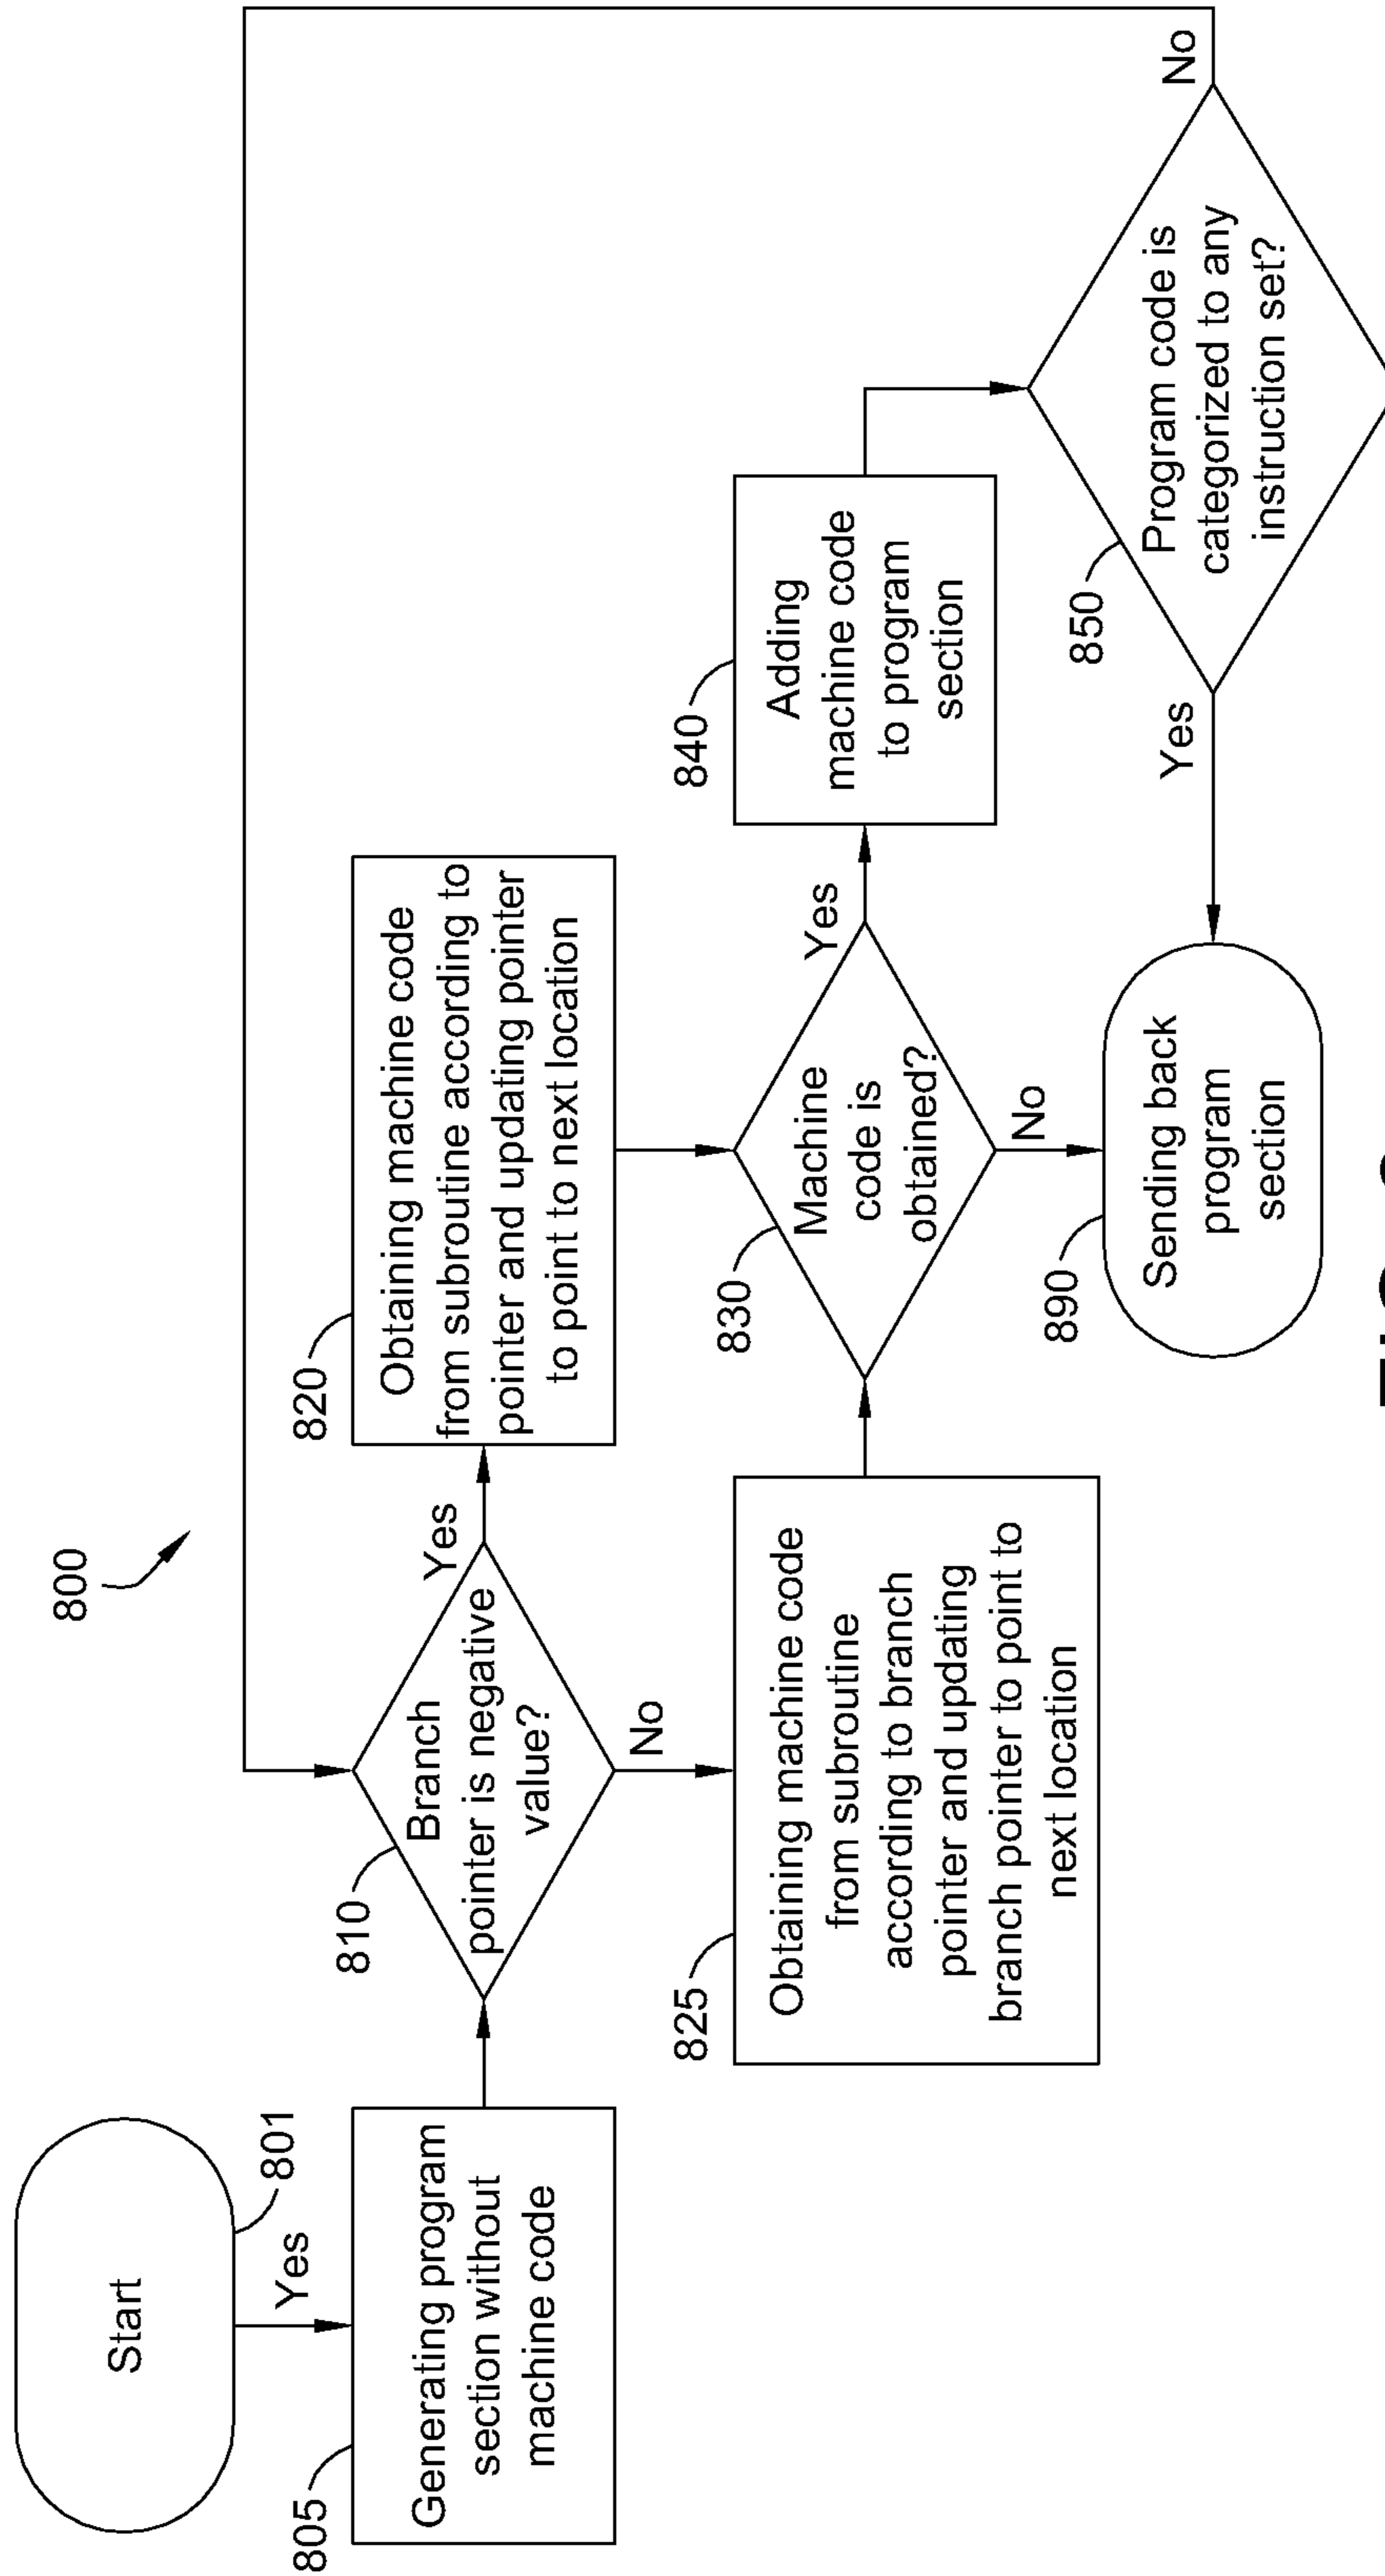 800
Start
801
Yes
805
Generating program
section without
machine code
810
Branch
pointer is negative
value?
Yes
No
820
Obtaining machine code
from subroutine according to
pointer and updating pointer
to point to next location
825
Obtaining machine code
from subroutine
according to branch
pointer and updating
branch pointer to point to
next location
830
Machine
code is
obtained?
Yes
No
840
Adding
machine code
to program
section
850
Program code is
categorized to any
instruction set?
Yes
No
890
Sending back
program
section